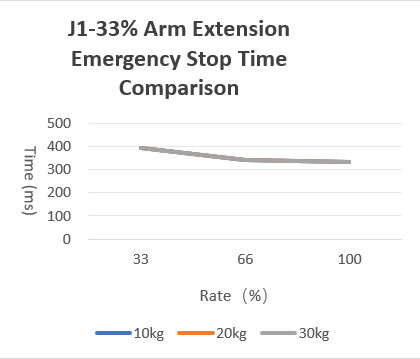 J1-33% Arm Extension
Emergency Stop Time
Comparison
500
400
300
200
100
0
Time (ms)
33 66 100
Rate（%）
10kg 20kg 30kg